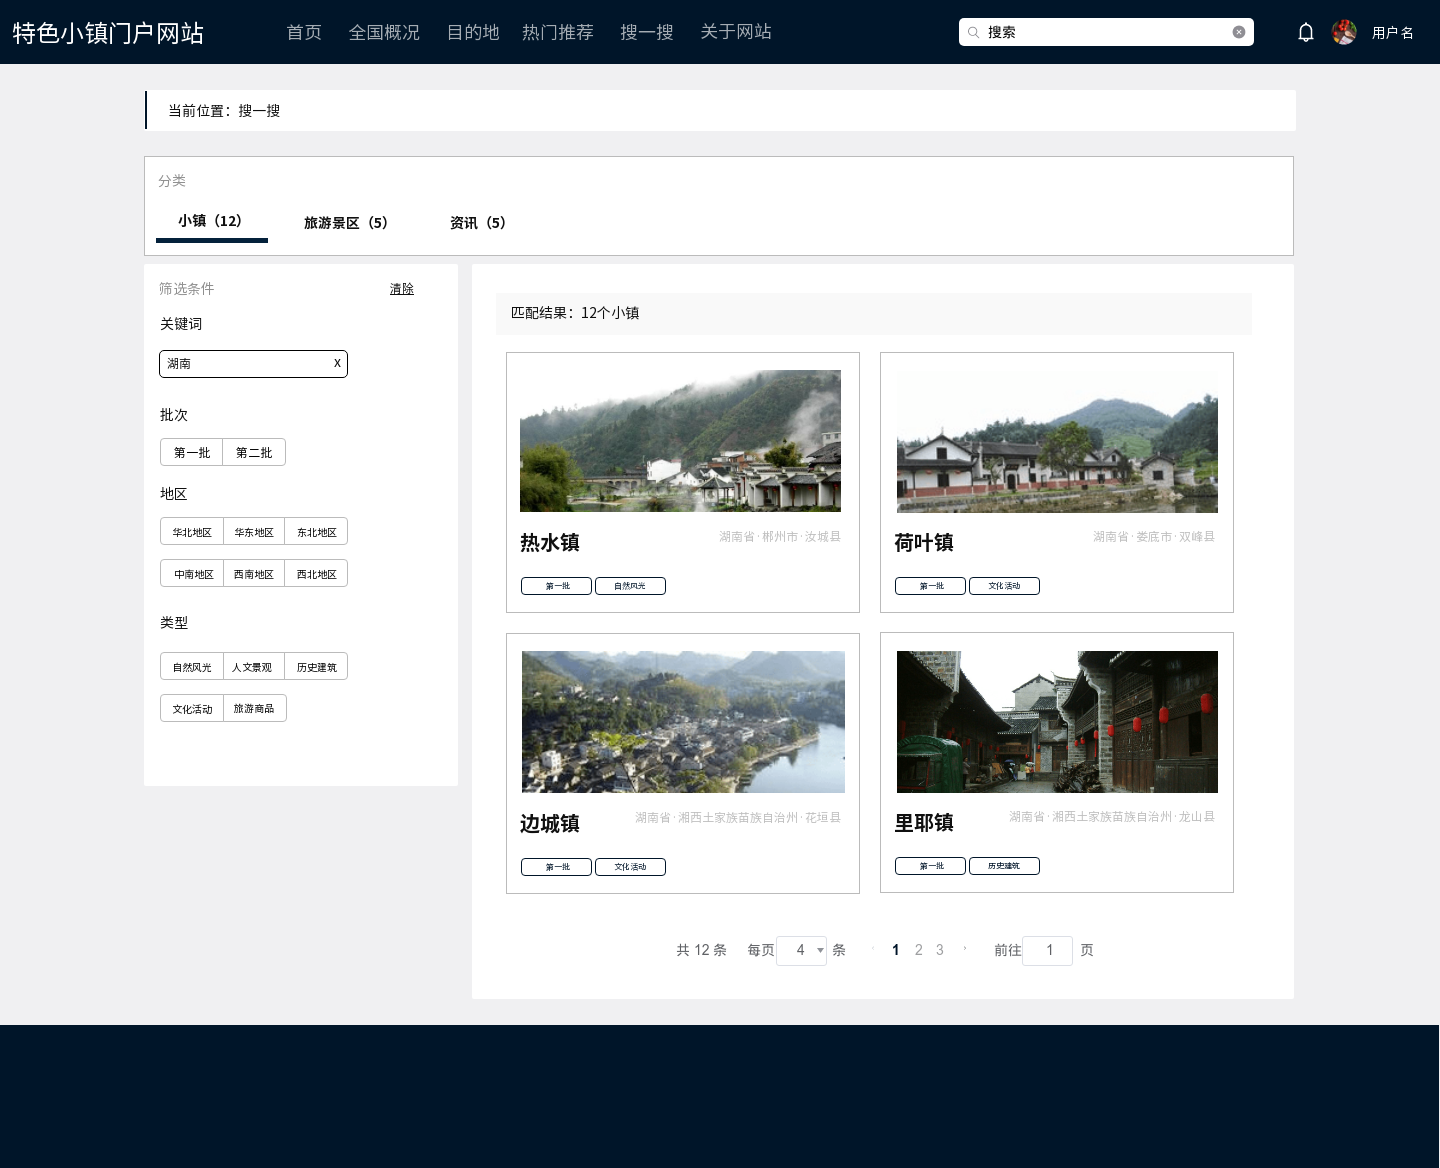 特色小镇门户网站 首页 全国概况 目的地 热门推荐 搜一搜 关于网站 搜索 用户名
当前位置：搜一搜
分类
小镇（12） 旅游景区（5） 资讯（5）
筛选条件 清除
关键词
湖南 x
批次
第一批 第二批
地区
华北地区 华东地区 东北地区
中南地区 西南地区 西北地区
类型
自然风光 人文景观 历史建筑
文化活动 旅游商品
匹配结果：12个小镇
热水镇 湖南省·郴州市·汝城县
第一批 自然风光
荷叶镇 湖南省·娄底市·双峰县
第一批 文化活动
边城镇 湖南省·湘西土家族苗族自治州·花垣县
第一批 文化活动
里耶镇 湖南省·湘西土家族苗族自治州·龙山县
第一批 历史建筑
共 12 条 每页 4 条 1 2 3 前往 1 页